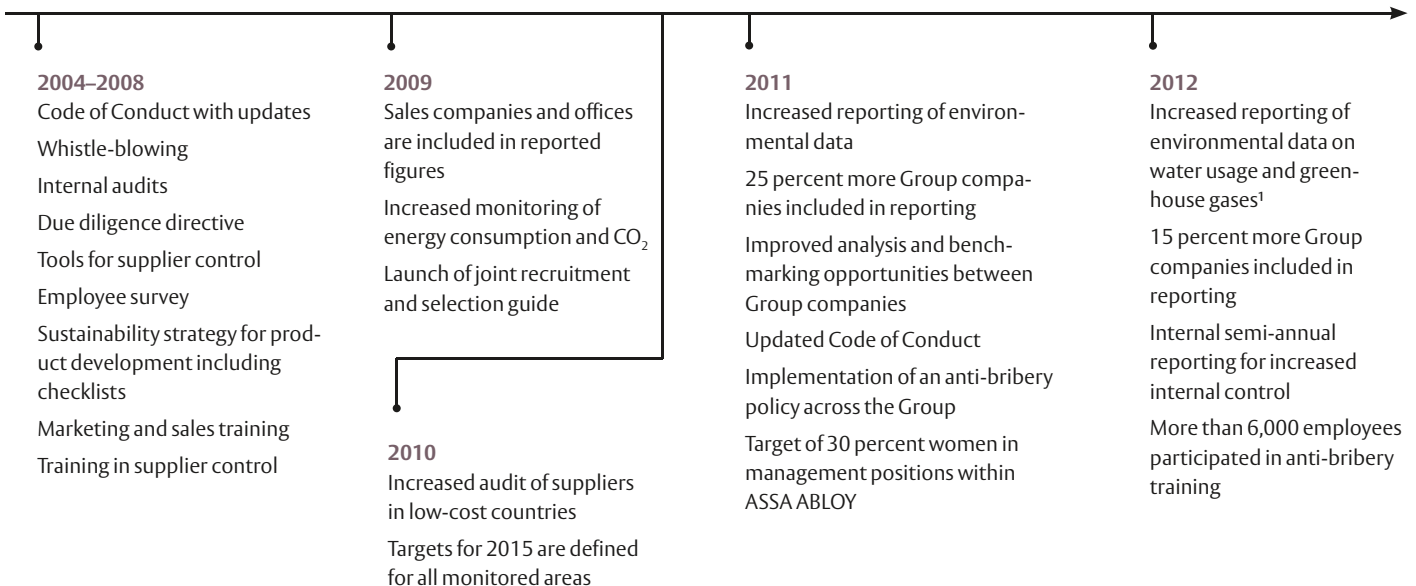 2004–2008
Code of Conduct with updates
Whistle-blowing
Internal audits
Due diligence directive
Tools for supplier control
Employee survey
Sustainability strategy for prod-
uct development including
checklists
Marketing and sales training
Training in supplier control
2009
Sales companies and offices
are included in reported
figures
Increased monitoring of
energy consumption and CO₂
Launch of joint recruitment
and selection guide
2010
Increased audit of suppliers
in low-cost countries
Targets for 2015 are defined
for all monitored areas
2011
Increased reporting of environ-
mental data
25 percent more Group compa-
nies included in reporting
Improved analysis and bench-
marking opportunities between
Group companies
Updated Code of Conduct
Implementation of an anti-bribery
policy across the Group
Target of 30 percent women in
management positions within
ASSA ABLOY
2012
Increased reporting of
environmental data on
water usage and green-
house gases¹
15 percent more Group
companies included in
reporting
Internal semi-annual
reporting for increased
internal control
More than 6,000 employees
participated in anti-bribery
training